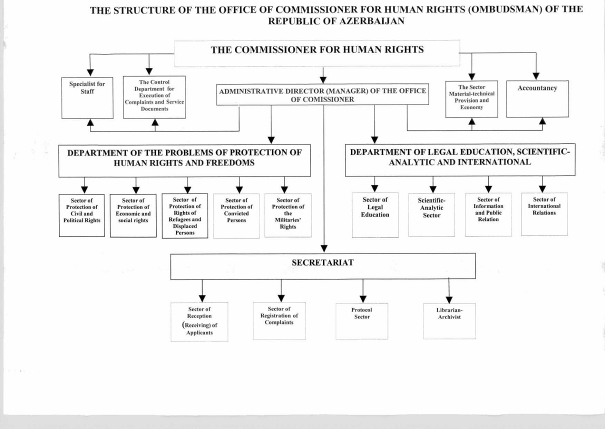 THE STRUCTURE OF THE OFFICE OF COMMISSIONER FOR HUMAN RIGHTS (OMBUDSMAN) OF THE
REPUBLIC OF AZERBAIJAN
THE COMMISSIONER FOR HUMAN RIGHTS
Specialist for
Staff
The Control
Department for
Execution of
Complaints and Service
Documents
ADMINISTRATIVE DIRECTOR (MANAGER) OF THE OFFICE
OF COMISSIONER
The Sector
Material-technical
Provision and
Economy
Accountancy
DEPARTMENT OF THE PROBLEMS OF PROTECTION OF
HUMAN RIGHTS AND FREEDOMS
DEPARTMENT OF LEGAL EDUCATION, SCIENTIFIC-
ANALYTIC AND INTERNATIONAL
Sector of
Protection of
Civil and
Political Rights
Sector of
Protection of
Economic and
social rights
Sector of
Protection of
Rights of
Refugees and
Displaced
Persons
Sector of
Protection of
Convicted
Persons
Sector of
Protection of
the
Militaries'
Rights
Sector of
Legal
Education
Scientific-
Analytic
Sector
Sector of
Information
and Public
Relation
Sector of
International
Relations
SECRETARIAT
Sector of
Reception
(Receiving) of
Applicants
Sector of
Registration of
Complaints
Protocol
Sector
Librarian-
Archivist